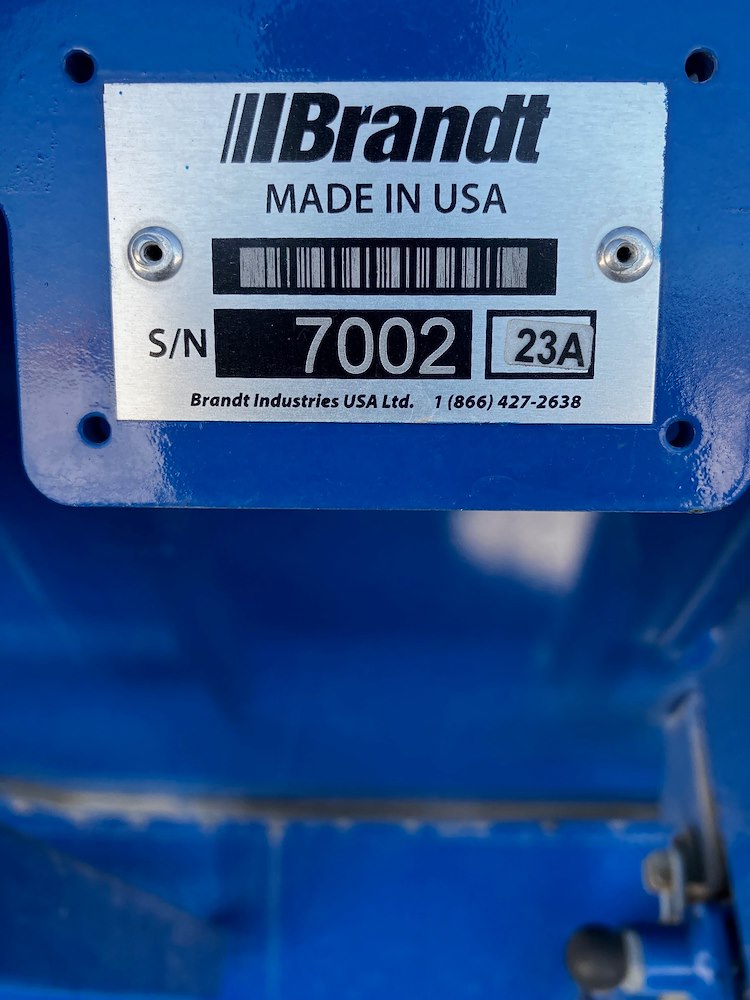 Brandt
MADE IN USA
S/N 7002 23A
Brandt Industries USA Ltd. 1 (866) 427-2638